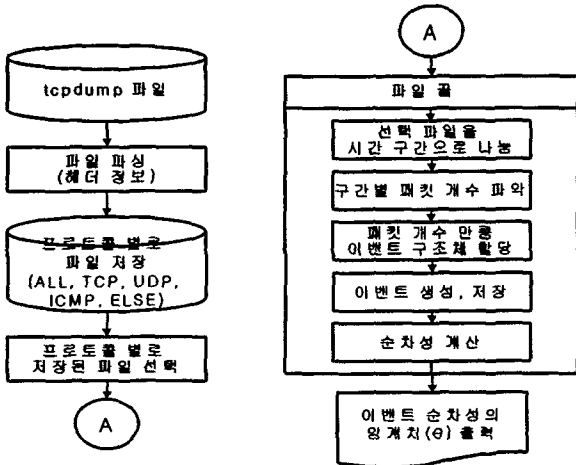 tcpdump 파일
파일 파싱
(헤더 정보)
프로토콜 별로
파일 저장
(ALL, TCP, UDP,
ICMP, ELSE)
프로토콜 별로
저장된 파일 선택
A
A
파일 끝
선택 파일을
시간 구간으로 나눔
구간별 패킷 개수 파악
패킷 개수 만큼
이벤트 구조체 할당
이벤트 생성, 저장
순차성 계산
이벤트 순차성의
임계치(Θ) 출력